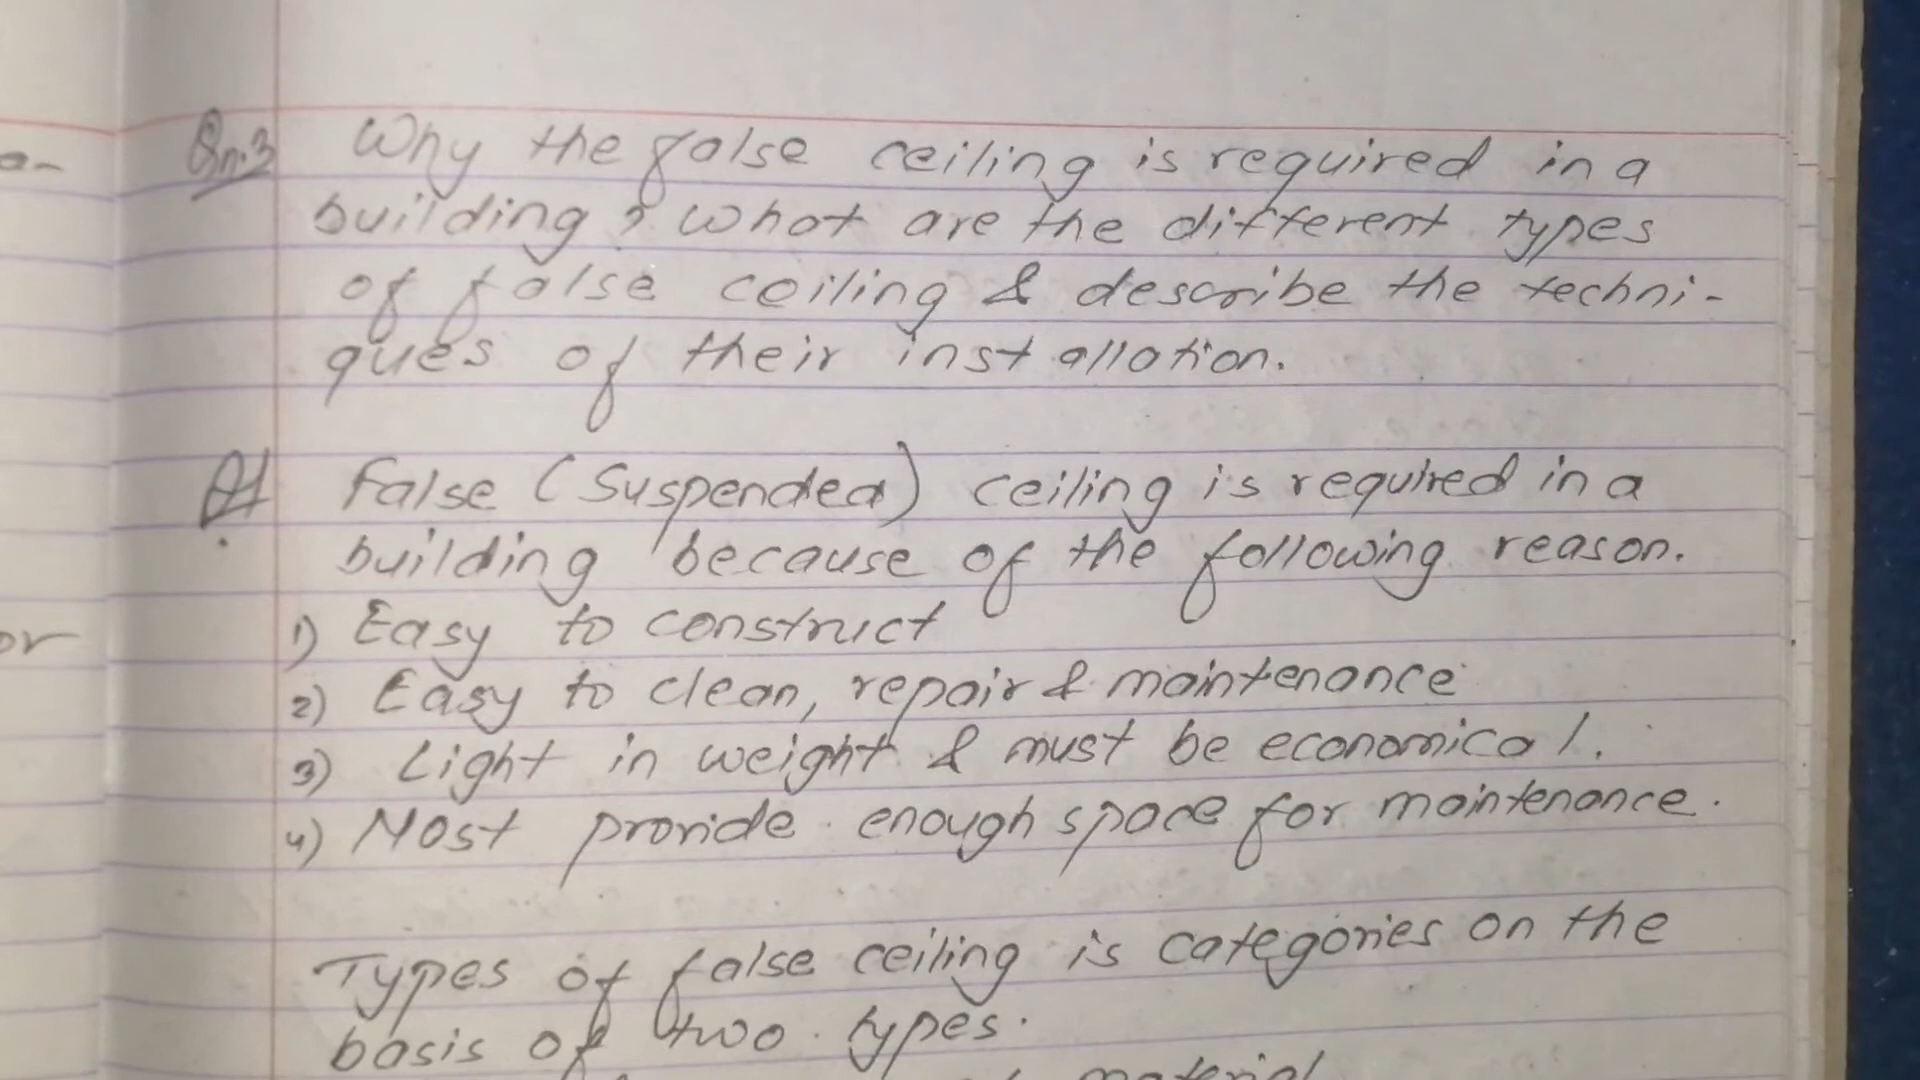 Qn.3 Why the false ceiling is required in a
building? What are the different types
of false ceiling & describe the techni-
ques of their installation.
False (Suspended) ceiling is required in a
building because of the following reason.
1) Easy to construct
2) Easy to clean, repair & maintenance
3) Light in weight & must be economical.
4) Most provide enough space for maintenance.
Types of false ceiling is categories on the
basis of two types.
material
or